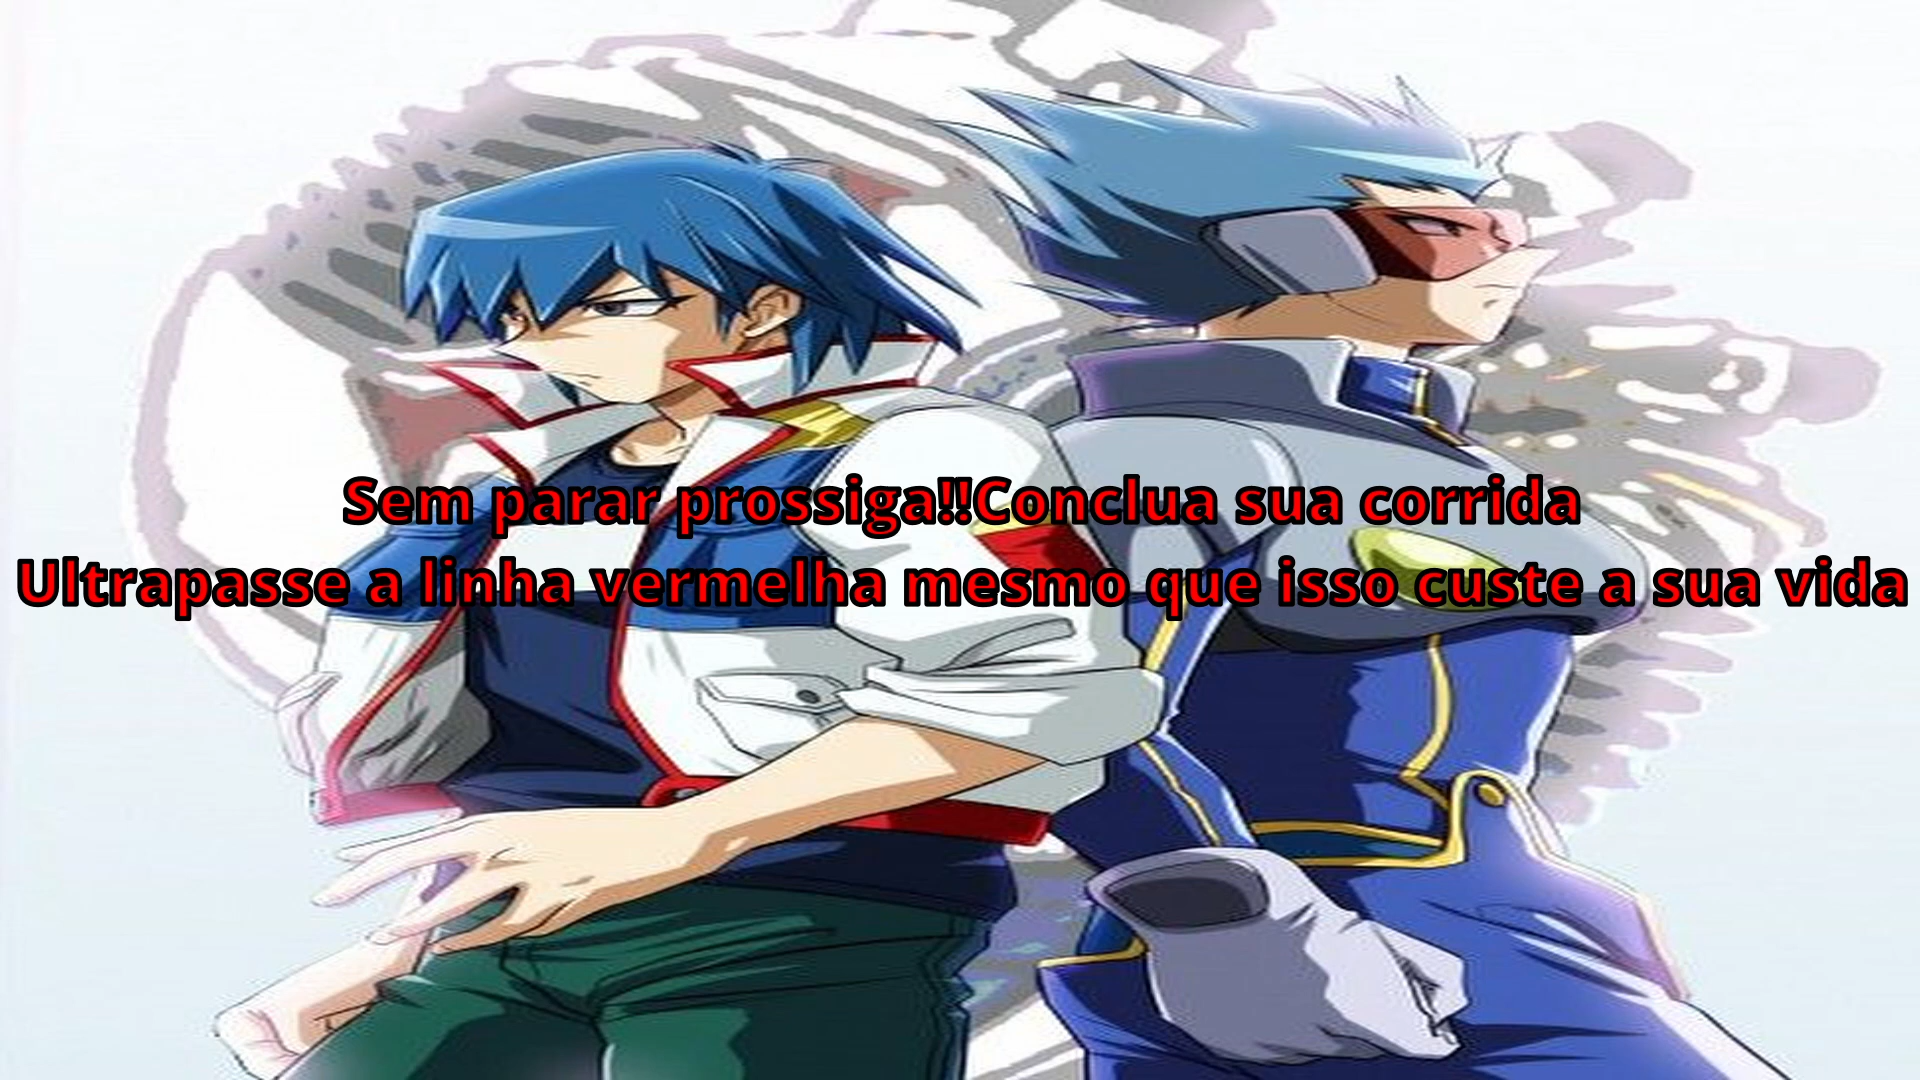 Sem parar prossiga!!Conclua sua corrida
Ultrapasse a linha vermelha mesmo que isso custe a sua vida